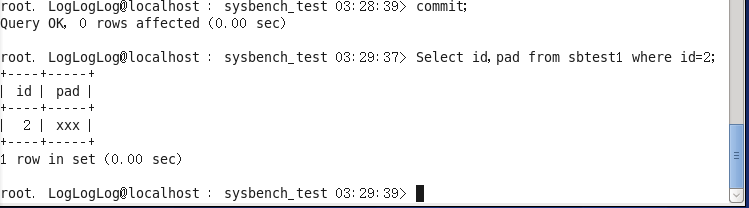 root. LogLogLog@localhost : sysbench_test 03:28:39> commit;
Query OK, 0 rows affected (0.00 sec)
root. LogLogLog@localhost : sysbench_test 03:29:37> Select id,pad from sbtest1 where id=2;
+----+-----+
| id | pad |
+----+-----+
| 2 | xxx |
+----+-----+
1 row in set (0.00 sec)
root. LogLogLog@localhost : sysbench_test 03:29:39>